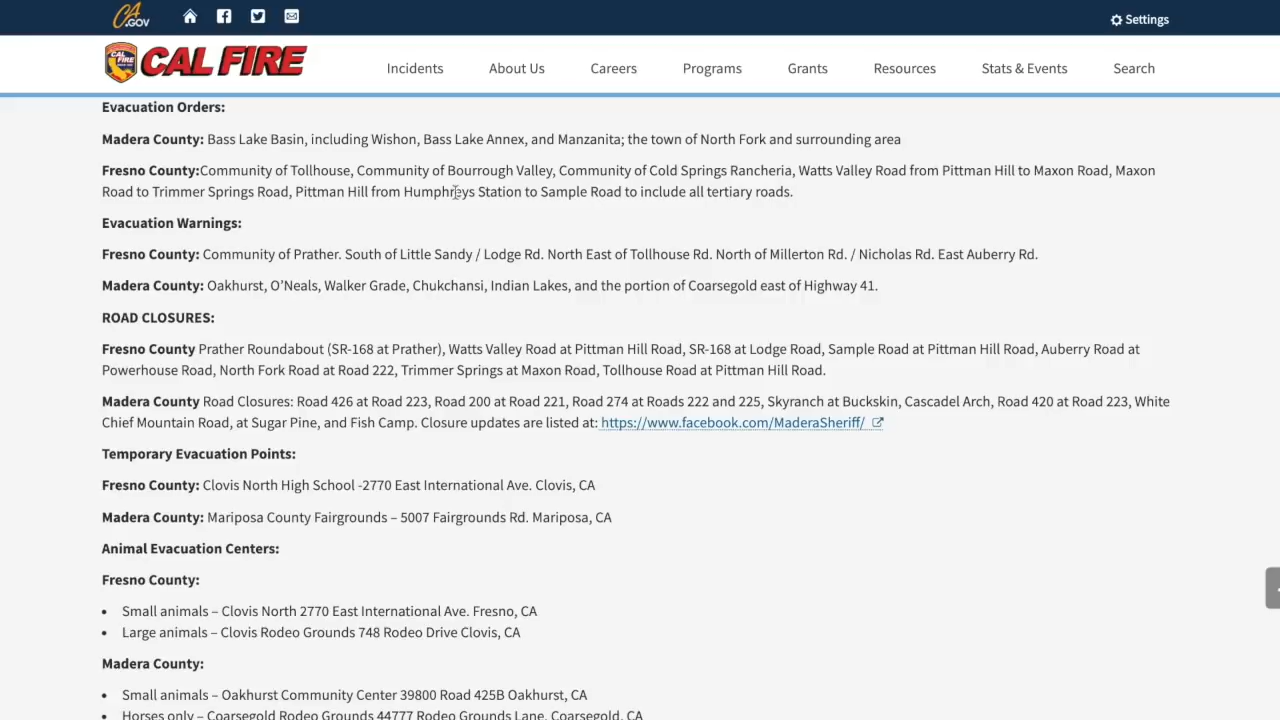 CA.GOV
Settings
CAL FIRE
Incidents About Us Careers Programs Grants Resources Stats & Events Search
Evacuation Orders:
Madera County: Bass Lake Basin, including Wishon, Bass Lake Annex, and Manzanita; the town of North Fork and surrounding area
Fresno County:Community of Tollhouse, Community of Bourrough Valley, Community of Cold Springs Rancheria, Watts Valley Road from Pittman Hill to Maxon Road, Maxon
Road to Trimmer Springs Road, Pittman Hill from Humphreys Station to Sample Road to include all tertiary roads.
Evacuation Warnings:
Fresno County: Community of Prather. South of Little Sandy / Lodge Rd. North East of Tollhouse Rd. North of Millerton Rd. / Nicholas Rd. East Auberry Rd.
Madera County: Oakhurst, O’Neals, Walker Grade, Chukchansi, Indian Lakes, and the portion of Coarsegold east of Highway 41.
ROAD CLOSURES:
Fresno County Prather Roundabout (SR-168 at Prather), Watts Valley Road at Pittman Hill Road, SR-168 at Lodge Road, Sample Road at Pittman Hill Road, Auberry Road at
Powerhouse Road, North Fork Road at Road 222, Trimmer Springs at Maxon Road, Tollhouse Road at Pittman Hill Road.
Madera County Road Closures: Road 426 at Road 223, Road 200 at Road 221, Road 274 at Roads 222 and 225, Skyranch at Buckskin, Cascadel Arch, Road 420 at Road 223, White
Chief Mountain Road, at Sugar Pine, and Fish Camp. Closure updates are listed at: https://www.facebook.com/MaderaSheriff/
Temporary Evacuation Points:
Fresno County: Clovis North High School -2770 East International Ave. Clovis, CA
Madera County: Mariposa County Fairgrounds – 5007 Fairgrounds Rd. Mariposa, CA
Animal Evacuation Centers:
Fresno County:
• Small animals – Clovis North 2770 East International Ave. Fresno, CA
• Large animals – Clovis Rodeo Grounds 748 Rodeo Drive Clovis, CA
Madera County:
• Small animals – Oakhurst Community Center 39800 Road 425B Oakhurst, CA
• Horses only – Coarsegold Rodeo Grounds 44777 Rodeo Grounds Lane, Coarsegold, CA